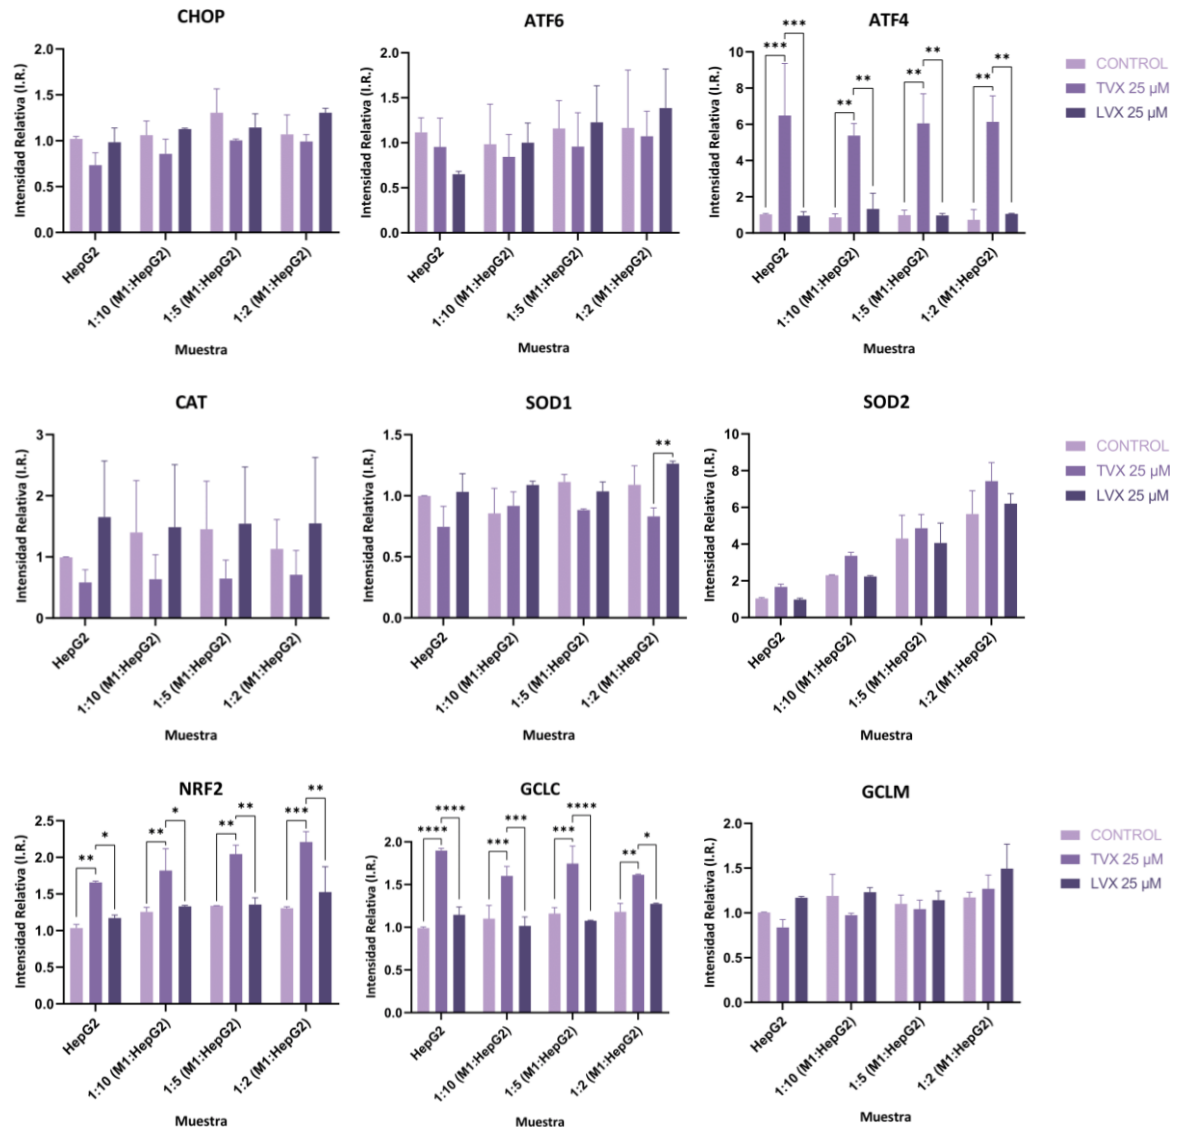 CHOP
Intensidad Relativa (I.R.)
2.0
1.5
1.0
0.5
0.0
HepG2
1:10 (M1:HepG2)
1:5 (M1:HepG2)
1:2 (M1:HepG2)
Muestra
ATF6
Intensidad Relativa (I.R.)
2.0
1.5
1.0
0.5
0.0
HepG2
1:10 (M1:HepG2)
1:5 (M1:HepG2)
1:2 (M1:HepG2)
Muestra
ATF4
Intensidad Relativa (I.R.)
10
8
6
4
2
0
*** ***
** **
** **
** **
HepG2
1:10 (M1:HepG2)
1:5 (M1:HepG2)
1:2 (M1:HepG2)
Muestra
CONTROL
TVX 25 µM
LVX 25 µM
CAT
Intensidad Relativa (I.R.)
3
2
1
0
HepG2
1:10 (M1:HepG2)
1:5 (M1:HepG2)
1:2 (M1:HepG2)
Muestra
SOD1
Intensidad Relativa (I.R.)
1.5
1.0
0.5
0.0
**
HepG2
1:10 (M1:HepG2)
1:5 (M1:HepG2)
1:2 (M1:HepG2)
Muestra
SOD2
Intensidad Relativa (I.R.)
10
8
6
4
2
0
HepG2
1:10 (M1:HepG2)
1:5 (M1:HepG2)
1:2 (M1:HepG2)
Muestra
CONTROL
TVX 25 µM
LVX 25 µM
NRF2
Intensidad Relativa (I.R.)
2.5
2.0
1.5
1.0
0.5
0.0
** *
** *
** **
*** **
HepG2
1:10 (M1:HepG2)
1:5 (M1:HepG2)
1:2 (M1:HepG2)
Muestra
GCLC
Intensidad Relativa (I.R.)
2.0
1.5
1.0
0.5
0.0
**** ****
*** ***
*** ****
** *
HepG2
1:10 (M1:HepG2)
1:5 (M1:HepG2)
1:2 (M1:HepG2)
Muestra
GCLM
Intensidad Relativa (I.R.)
2.0
1.5
1.0
0.5
0.0
HepG2
1:10 (M1:HepG2)
1:5 (M1:HepG2)
1:2 (M1:HepG2)
Muestra
CONTROL
TVX 25 µM
LVX 25 µM